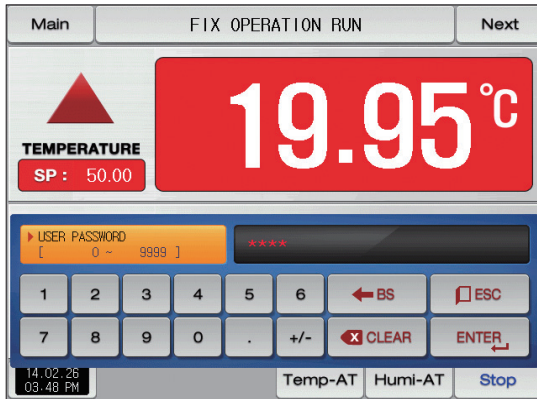 Main
FIX OPERATION RUN
Next
19.95°C
TEMPERATURE
SP : 50.00
USER PASSWORD
[ 0 ~ 9999 ]
****
1 2 3 4 5 6 BS ESC
7 8 9 0 . +/- X CLEAR ENTER
14.02.26
03:48 PM
Temp-AT Humi-AT Stop